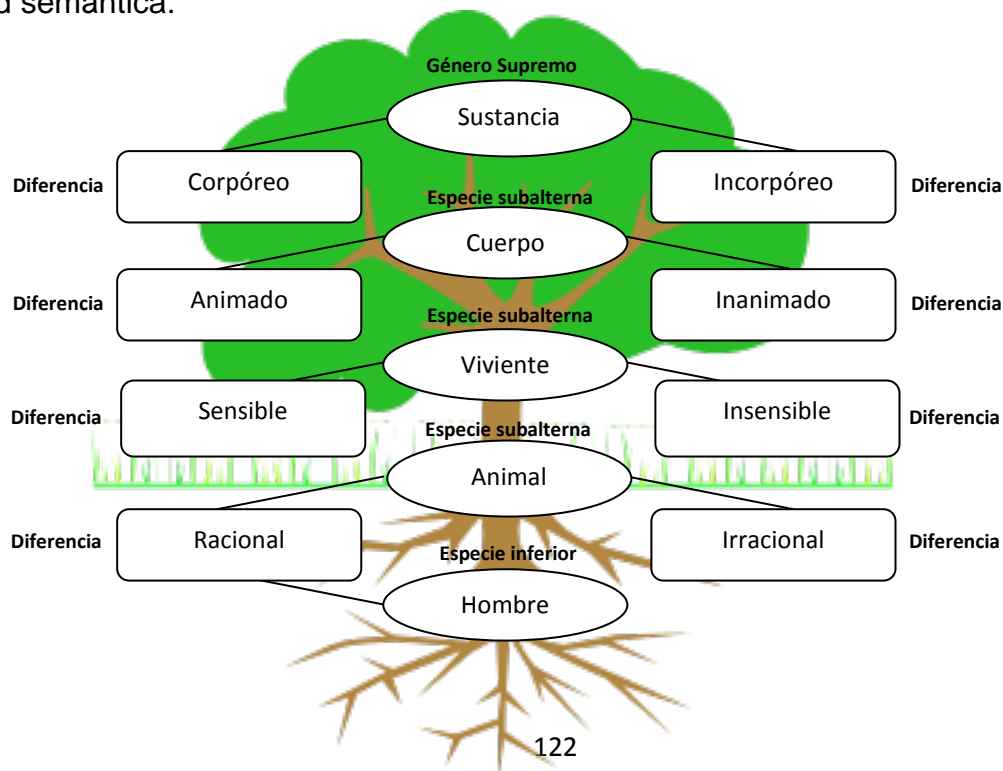 d semántica.
Género Supremo
Sustancia
Diferencia Corpóreo Incorpóreo Diferencia
Especie subalterna
Cuerpo
Diferencia Animado Inanimado Diferencia
Especie subalterna
Viviente
Diferencia Sensible Insensible Diferencia
Especie subalterna
Animal
Diferencia Racional Irracional Diferencia
Especie inferior
Hombre
122